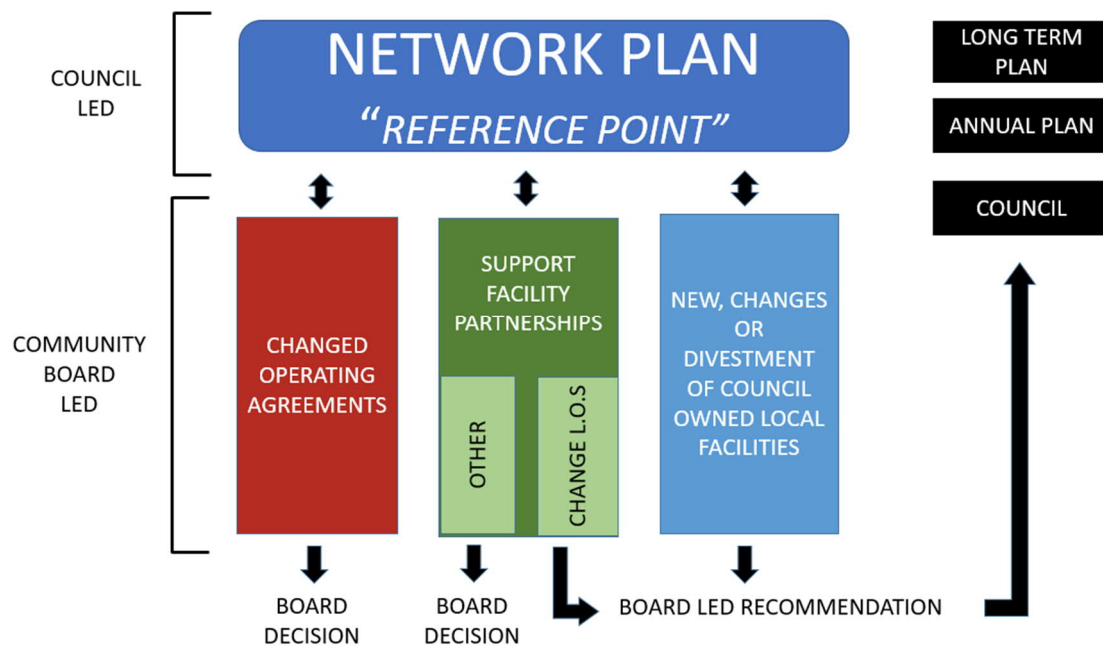 COUNCIL
LED
NETWORK PLAN
“REFERENCE POINT”
LONG TERM
PLAN
ANNUAL PLAN
COUNCIL
COMMUNITY
BOARD
LED
CHANGED
OPERATING
AGREEMENTS
SUPPORT
FACILITY
PARTNERSHIPS
OTHER
CHANGE L.O.S
NEW, CHANGES
OR
DIVESTMENT
OF COUNCIL
OWNED LOCAL
FACILITIES
BOARD
DECISION
BOARD
DECISION
BOARD LED RECOMMENDATION